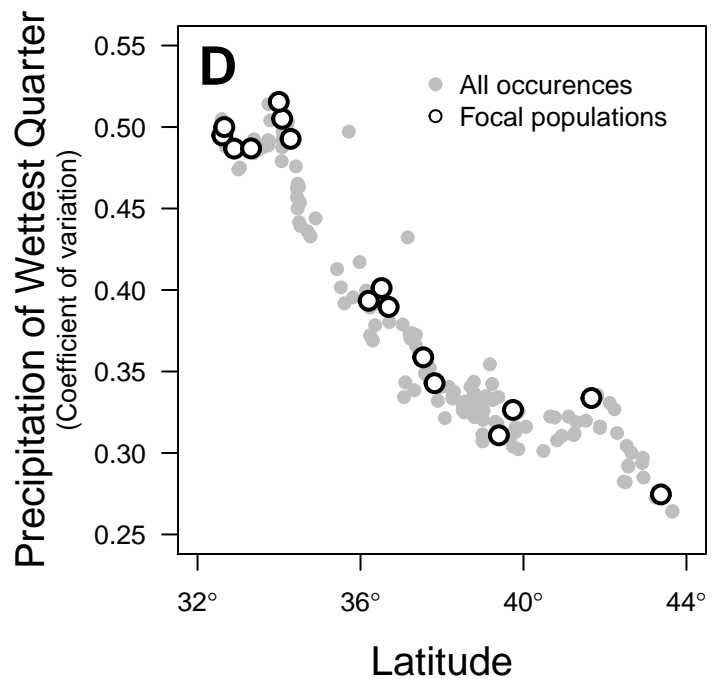 Precipitation of Wettest Quarter
(Coefficient of variation)
0.55
0.50
0.45
0.40
0.35
0.30
0.25
D
All occurences
Focal populations
32° 36° 40° 44°
Latitude